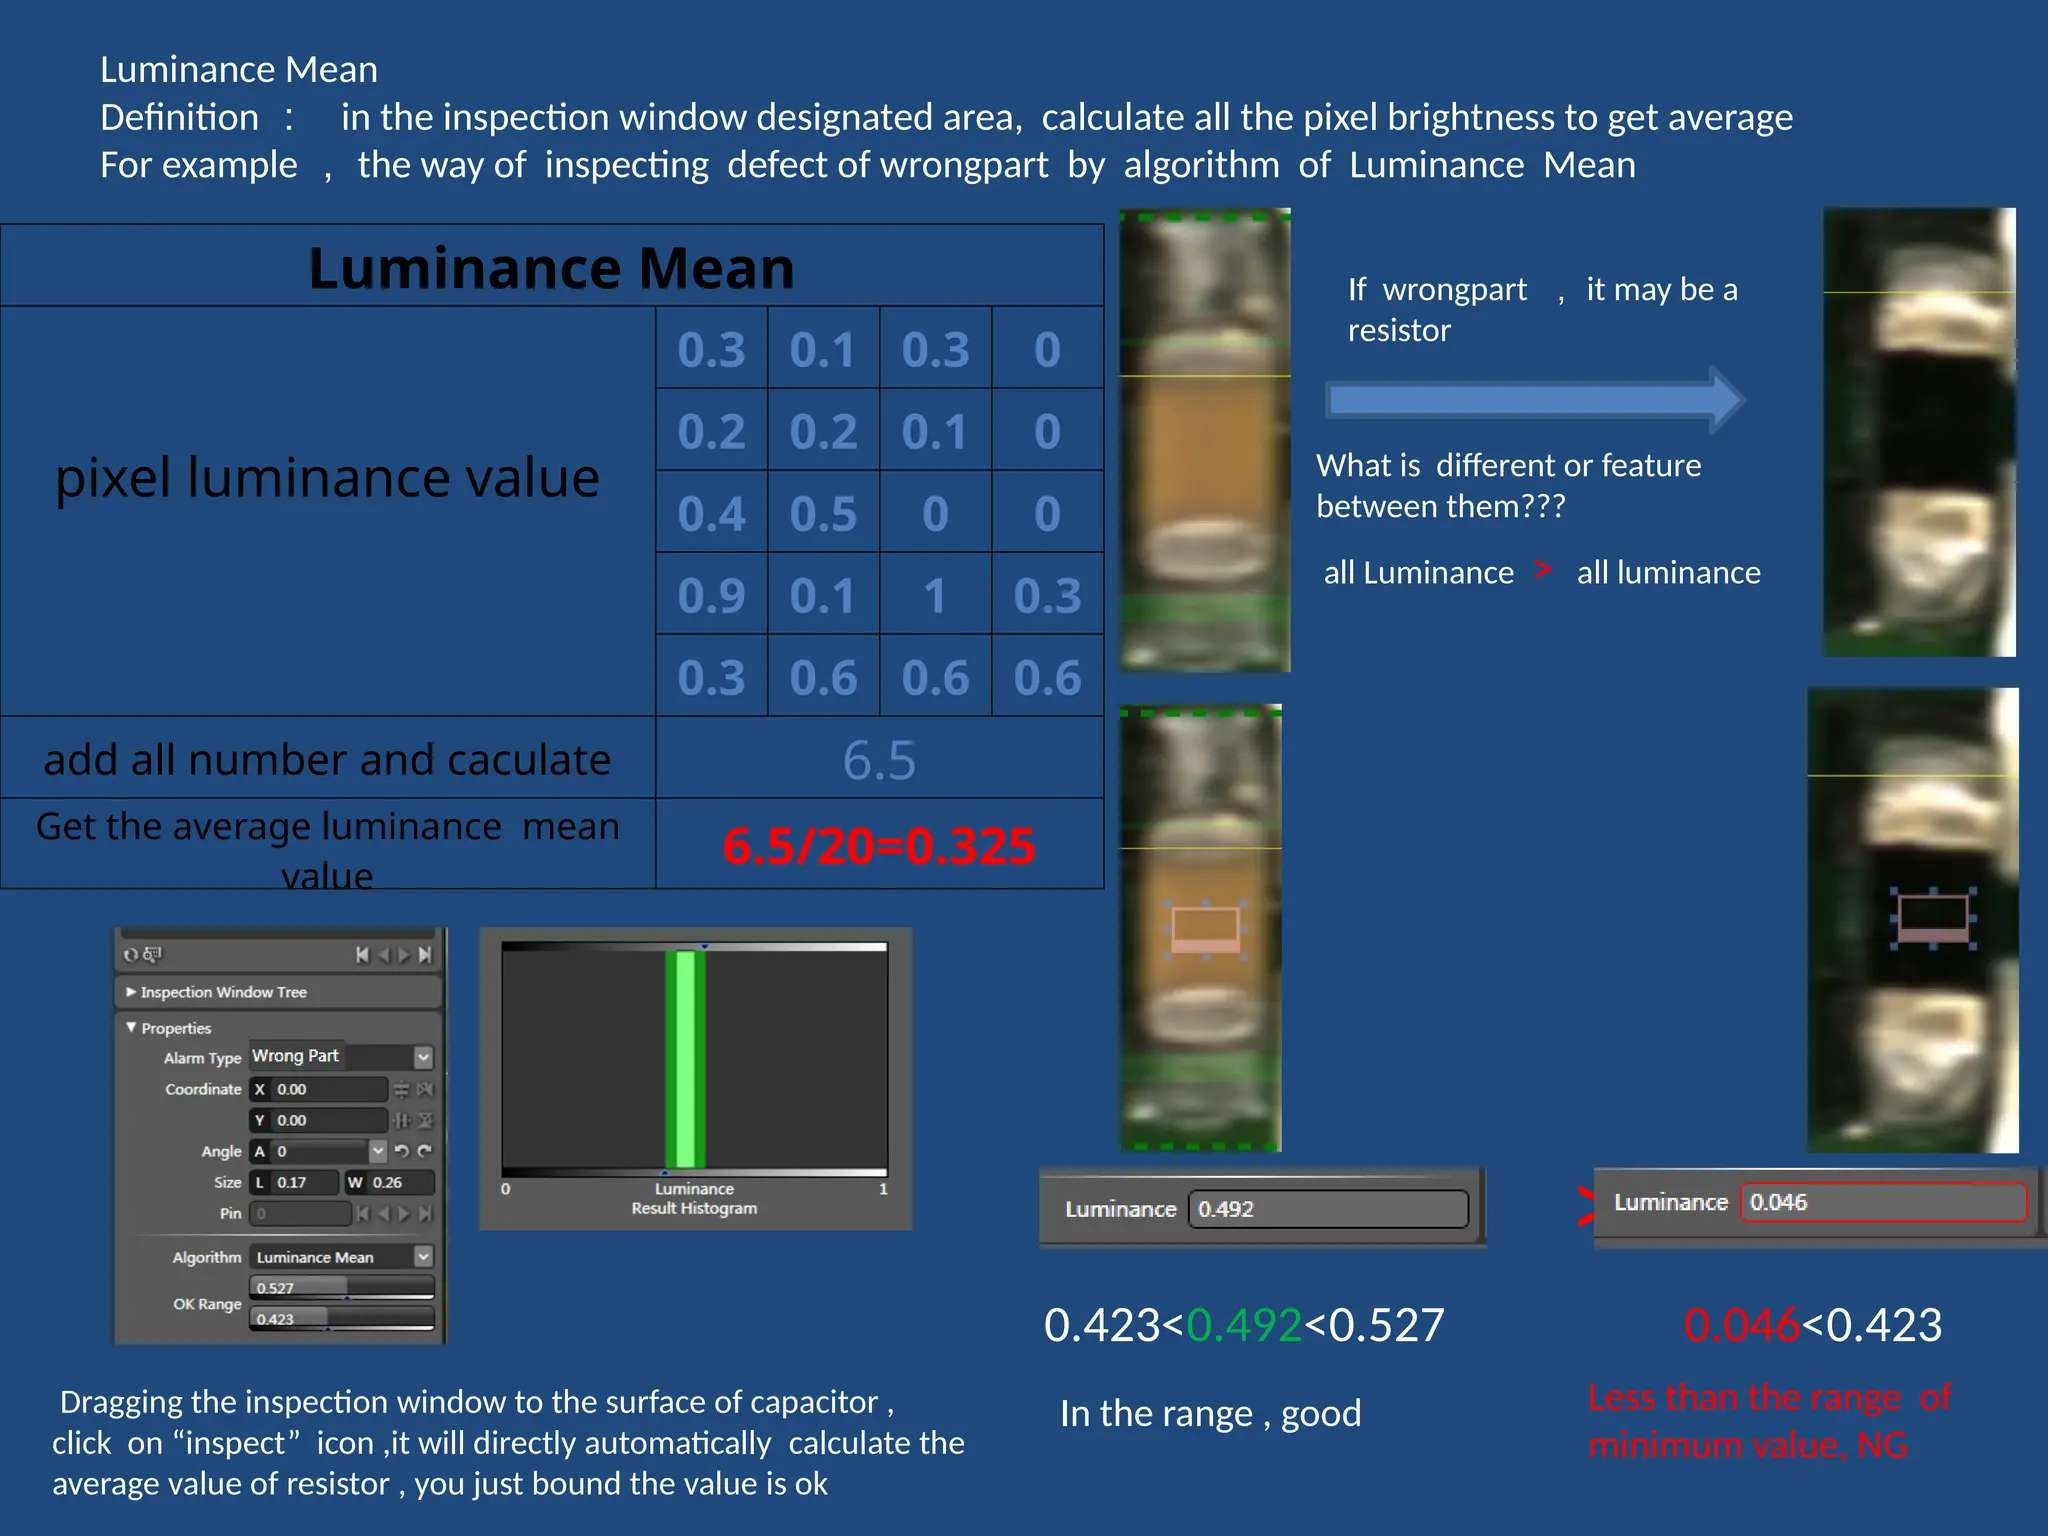 Luminance Mean
Definition ： in the inspection window designated area, calculate all the pixel brightness to get average
For example ， the way of inspecting defect of wrongpart by algorithm of Luminance Mean
Luminance Mean
pixel luminance value
0.3 0.1 0.3 0
0.2 0.2 0.1 0
0.4 0.5 0 0
0.9 0.1 1 0.3
0.3 0.6 0.6 0.6
add all number and caculate 6.5
Get the average luminance mean
value
6.5/20=0.325
If wrongpart ， it may be a
resistor
What is different or feature
between them???
all Luminance > all luminance
Inspection Window Tree
Properties
Alarm Type Wrong Part
Coordinate X 0.00
Y 0.00
Angle A 0
Size L 0.17 W 0.26
Pin 0
Algorithm Luminance Mean
0.527
OK Range
0.423
0 Luminance 1
Result Histogram
Luminance 0.492
>
Luminance 0.046
0.423<0.492<0.527
0.046<0.423
In the range , good
Less than the range of
minimum value, NG
Dragging the inspection window to the surface of capacitor ,
click on “inspect” icon ,it will directly automatically calculate the
average value of resistor , you just bound the value is ok